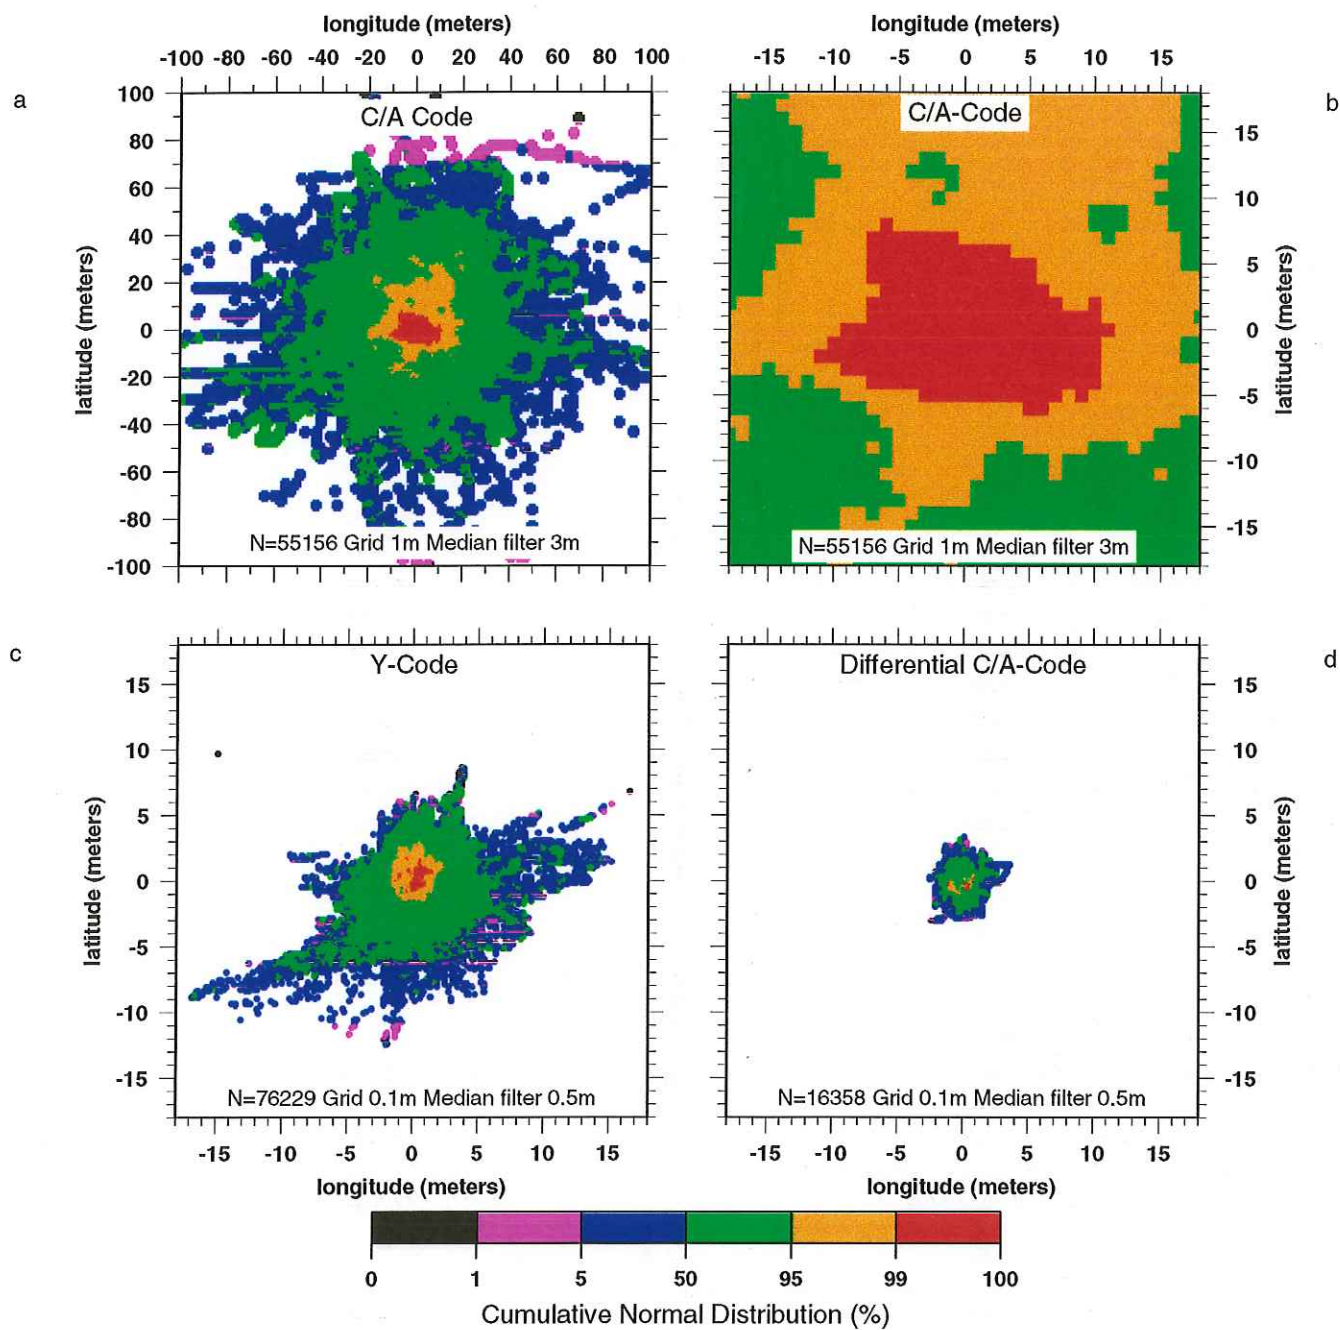 longitude (meters)
-100 -80 -60 -40 -20 0 20 40 60 80 100
a
C/A Code
100
80
60
40
20
0
-20
-40
-60
-80
-100
latitude (meters)
N=55156 Grid 1m Median filter 3m
longitude (meters)
-15 -10 -5 0 5 10 15
b
C/A-Code
15
10
5
0
-5
-10
-15
latitude (meters)
N=55156 Grid 1m Median filter 3m
c
Y-Code
15
10
5
0
-5
-10
-15
latitude (meters)
N=76229 Grid 0.1m Median filter 0.5m
-15 -10 -5 0 5 10 15
longitude (meters)
d
Differential C/A-Code
15
10
5
0
-5
-10
-15
latitude (meters)
N=16358 Grid 0.1m Median filter 0.5m
-15 -10 -5 0 5 10 15
longitude (meters)
0 1 5 50 95 99 100
Cumulative Normal Distribution (%)